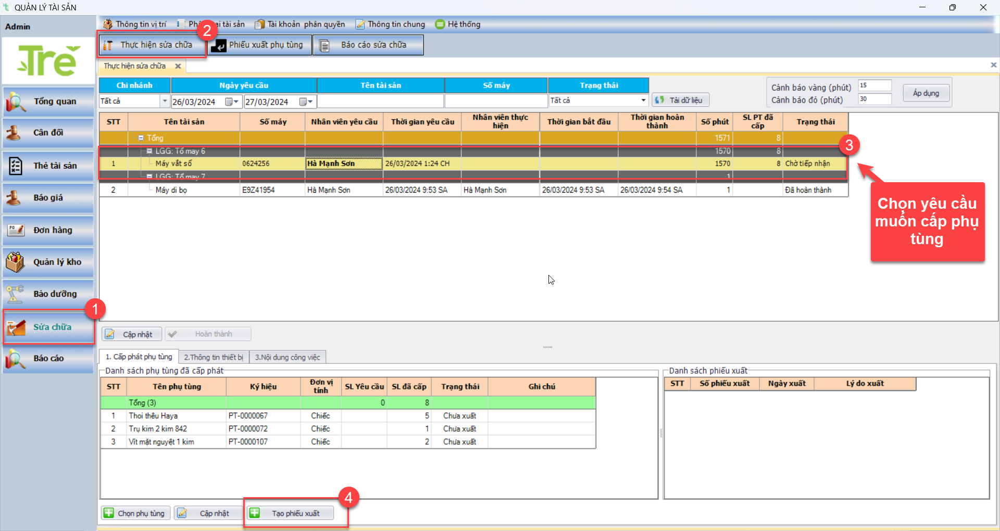 QUẢN LÝ TÀI SẢN
Admin
Thông tin vị trí
tài sản
Tài khoản phân quyền
Thông tin chung
Hệ thống
2
Trẻ
Thực hiện sửa chữa
Phiếu xuất phụ tùng
Báo cáo sửa chữa
Thực hiện sửa chữa
Chi nhánh
Ngày yêu cầu
Tên tài sản
Số máy
Trạng thái
Tất cả
26/03/2024
27/03/2024
Tất cả
Tải dữ liệu
Cảnh báo vàng (phút)
15
Cảnh báo đỏ (phút)
30
Áp dụng
Tổng quan
Cân đối
Thẻ tài sản
Báo giá
Đơn hàng
Quản lý kho
Bảo dưỡng
1
Sửa chữa
Báo cáo
STT
Tên tài sản
Số máy
Nhân viên yêu cầu
Thời gian yêu cầu
Nhân viên thực hiện
Thời gian bắt đầu
Thời gian hoàn thành
Số phút
SL PT đã cấp
Trạng thái
Tổng 1571 8
LGG: Tổ may 6 1570 8
3
1 Máy vắt sổ 0624256 Hà Mạnh Sơn 26/03/2024 1:24 CH 1570 8 Chờ tiếp nhận
LGG: Tổ may 7 1
2 Máy di bọ E9Z41954 Hà Mạnh Sơn 26/03/2024 9:53 SA Hà Mạnh Sơn 26/03/2024 9:53 SA 26/03/2024 9:54 SA 1 Đã hoàn thành
Chọn yêu cầu
muốn cấp phụ
tùng
Cập nhật
Hoàn thành
1. Cấp phát phụ tùng
2.Thông tin thiết bị
3.Nội dung công việc
Danh sách phụ tùng đã cấp phát
STT
Tên phụ tùng
Ký hiệu
Đơn vị tính
SL Yêu cầu
SL đã cấp
Trạng thái
Ghi chú
Tổng (3) 0 8
1 Thoi thêu Haya PT-0000067 Chiếc 5 Chưa xuất
2 Trụ kim 2 kim 842 PT-0000072 Chiếc 1 Chưa xuất
3 Vít mặt nguyệt 1 kim PT-0000107 Chiếc 2 Chưa xuất
Danh sách phiếu xuất
STT
Số phiếu xuất
Ngày xuất
Lý do xuất
4
Chọn phụ tùng
Cập nhật
Tạo phiếu xuất